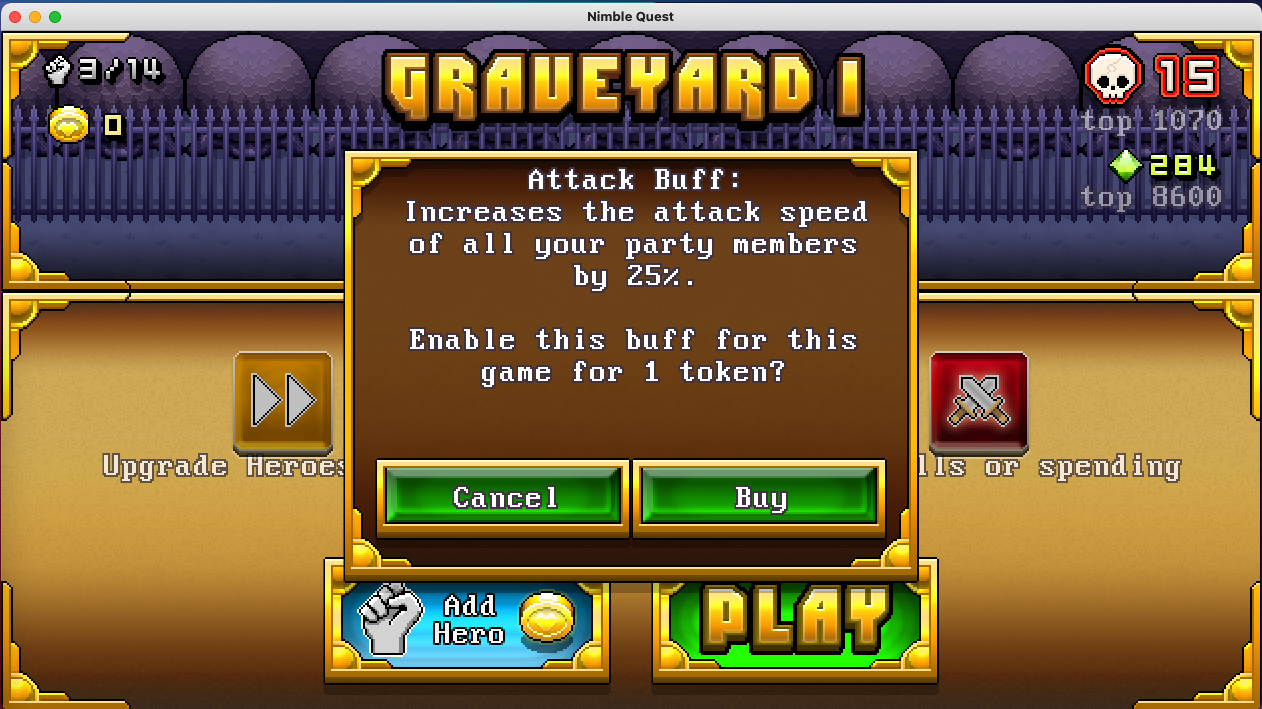 Nimble Quest
3/14
0
GRAVEYARD 1
15
top 1070
284
top 8600
Attack Buff:
Increases the attack speed
of all your party members
by 25%.
Enable this buff for this
game for 1 token?
Cancel
Buy
Upgrade Heroes
or spending
Add
Hero
PLAY